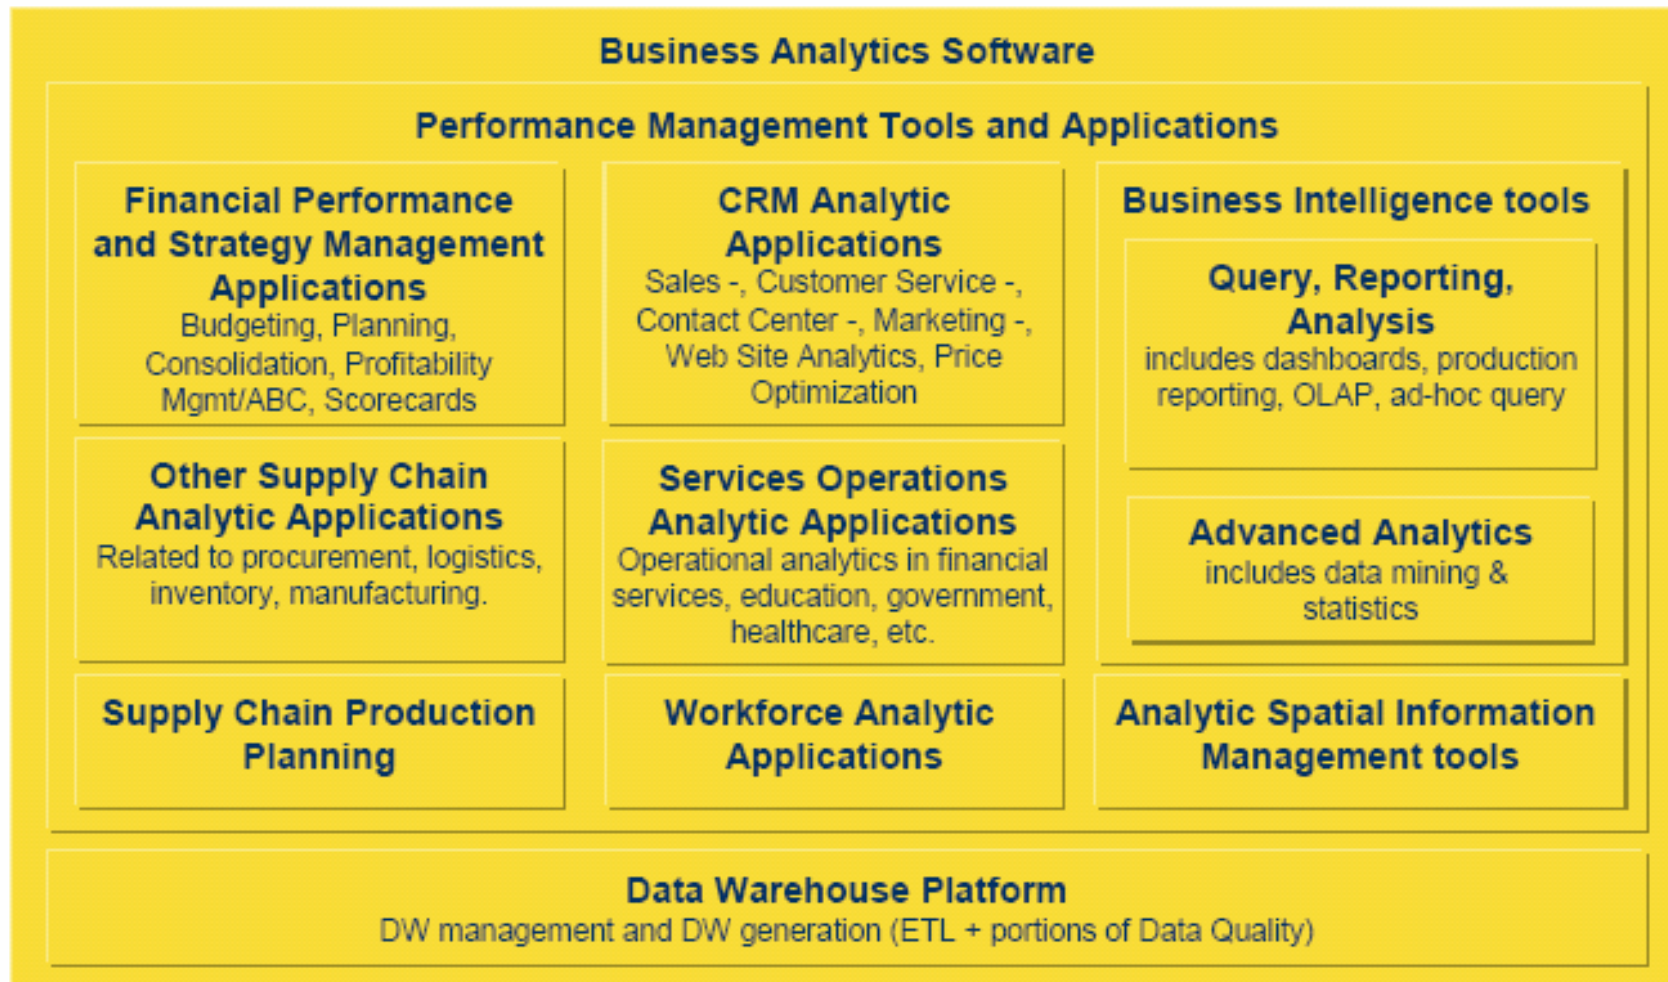 Business Analytics Software
Performance Management Tools and Applications
Financial Performance
and Strategy Management
Applications
Budgeting, Planning,
Consolidation, Profitability
Mgmt/ABC, Scorecards
CRM Analytic
Applications
Sales -, Customer Service -,
Contact Center -, Marketing -,
Web Site Analytics, Price
Optimization
Business Intelligence tools
Query, Reporting,
Analysis
includes dashboards, production
reporting, OLAP, ad-hoc query
Other Supply Chain
Analytic Applications
Related to procurement, logistics,
inventory, manufacturing.
Services Operations
Analytic Applications
Operational analytics in financial
services, education, government,
healthcare, etc.
Advanced Analytics
includes data mining &
statistics
Supply Chain Production
Planning
Workforce Analytic
Applications
Analytic Spatial Information
Management tools
Data Warehouse Platform
DW management and DW generation (ETL + portions of Data Quality)